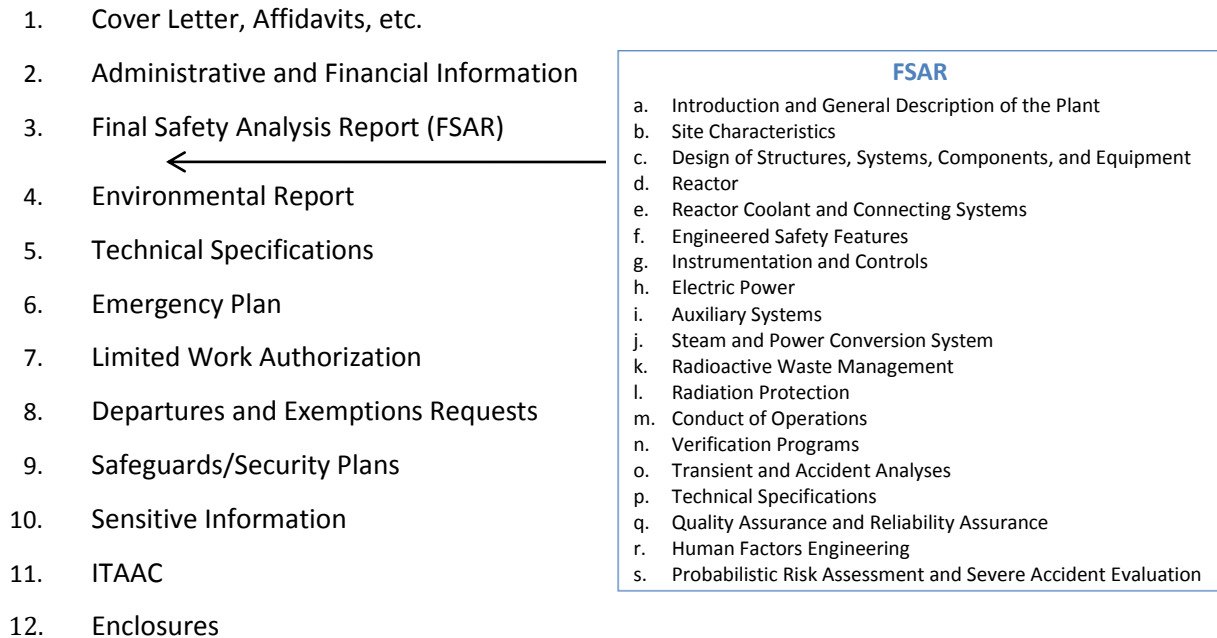 1. Cover Letter, Affidavits, etc.
2. Administrative and Financial Information
3. Final Safety Analysis Report (FSAR)
4. Environmental Report
5. Technical Specifications
6. Emergency Plan
7. Limited Work Authorization
8. Departures and Exemptions Requests
9. Safeguards/Security Plans
10. Sensitive Information
11. ITAAC
12. Enclosures
FSAR
a. Introduction and General Description of the Plant
b. Site Characteristics
c. Design of Structures, Systems, Components, and Equipment
d. Reactor
e. Reactor Coolant and Connecting Systems
f. Engineered Safety Features
g. Instrumentation and Controls
h. Electric Power
i. Auxiliary Systems
j. Steam and Power Conversion System
k. Radioactive Waste Management
l. Radiation Protection
m. Conduct of Operations
n. Verification Programs
o. Transient and Accident Analyses
p. Technical Specifications
q. Quality Assurance and Reliability Assurance
r. Human Factors Engineering
s. Probabilistic Risk Assessment and Severe Accident Evaluation